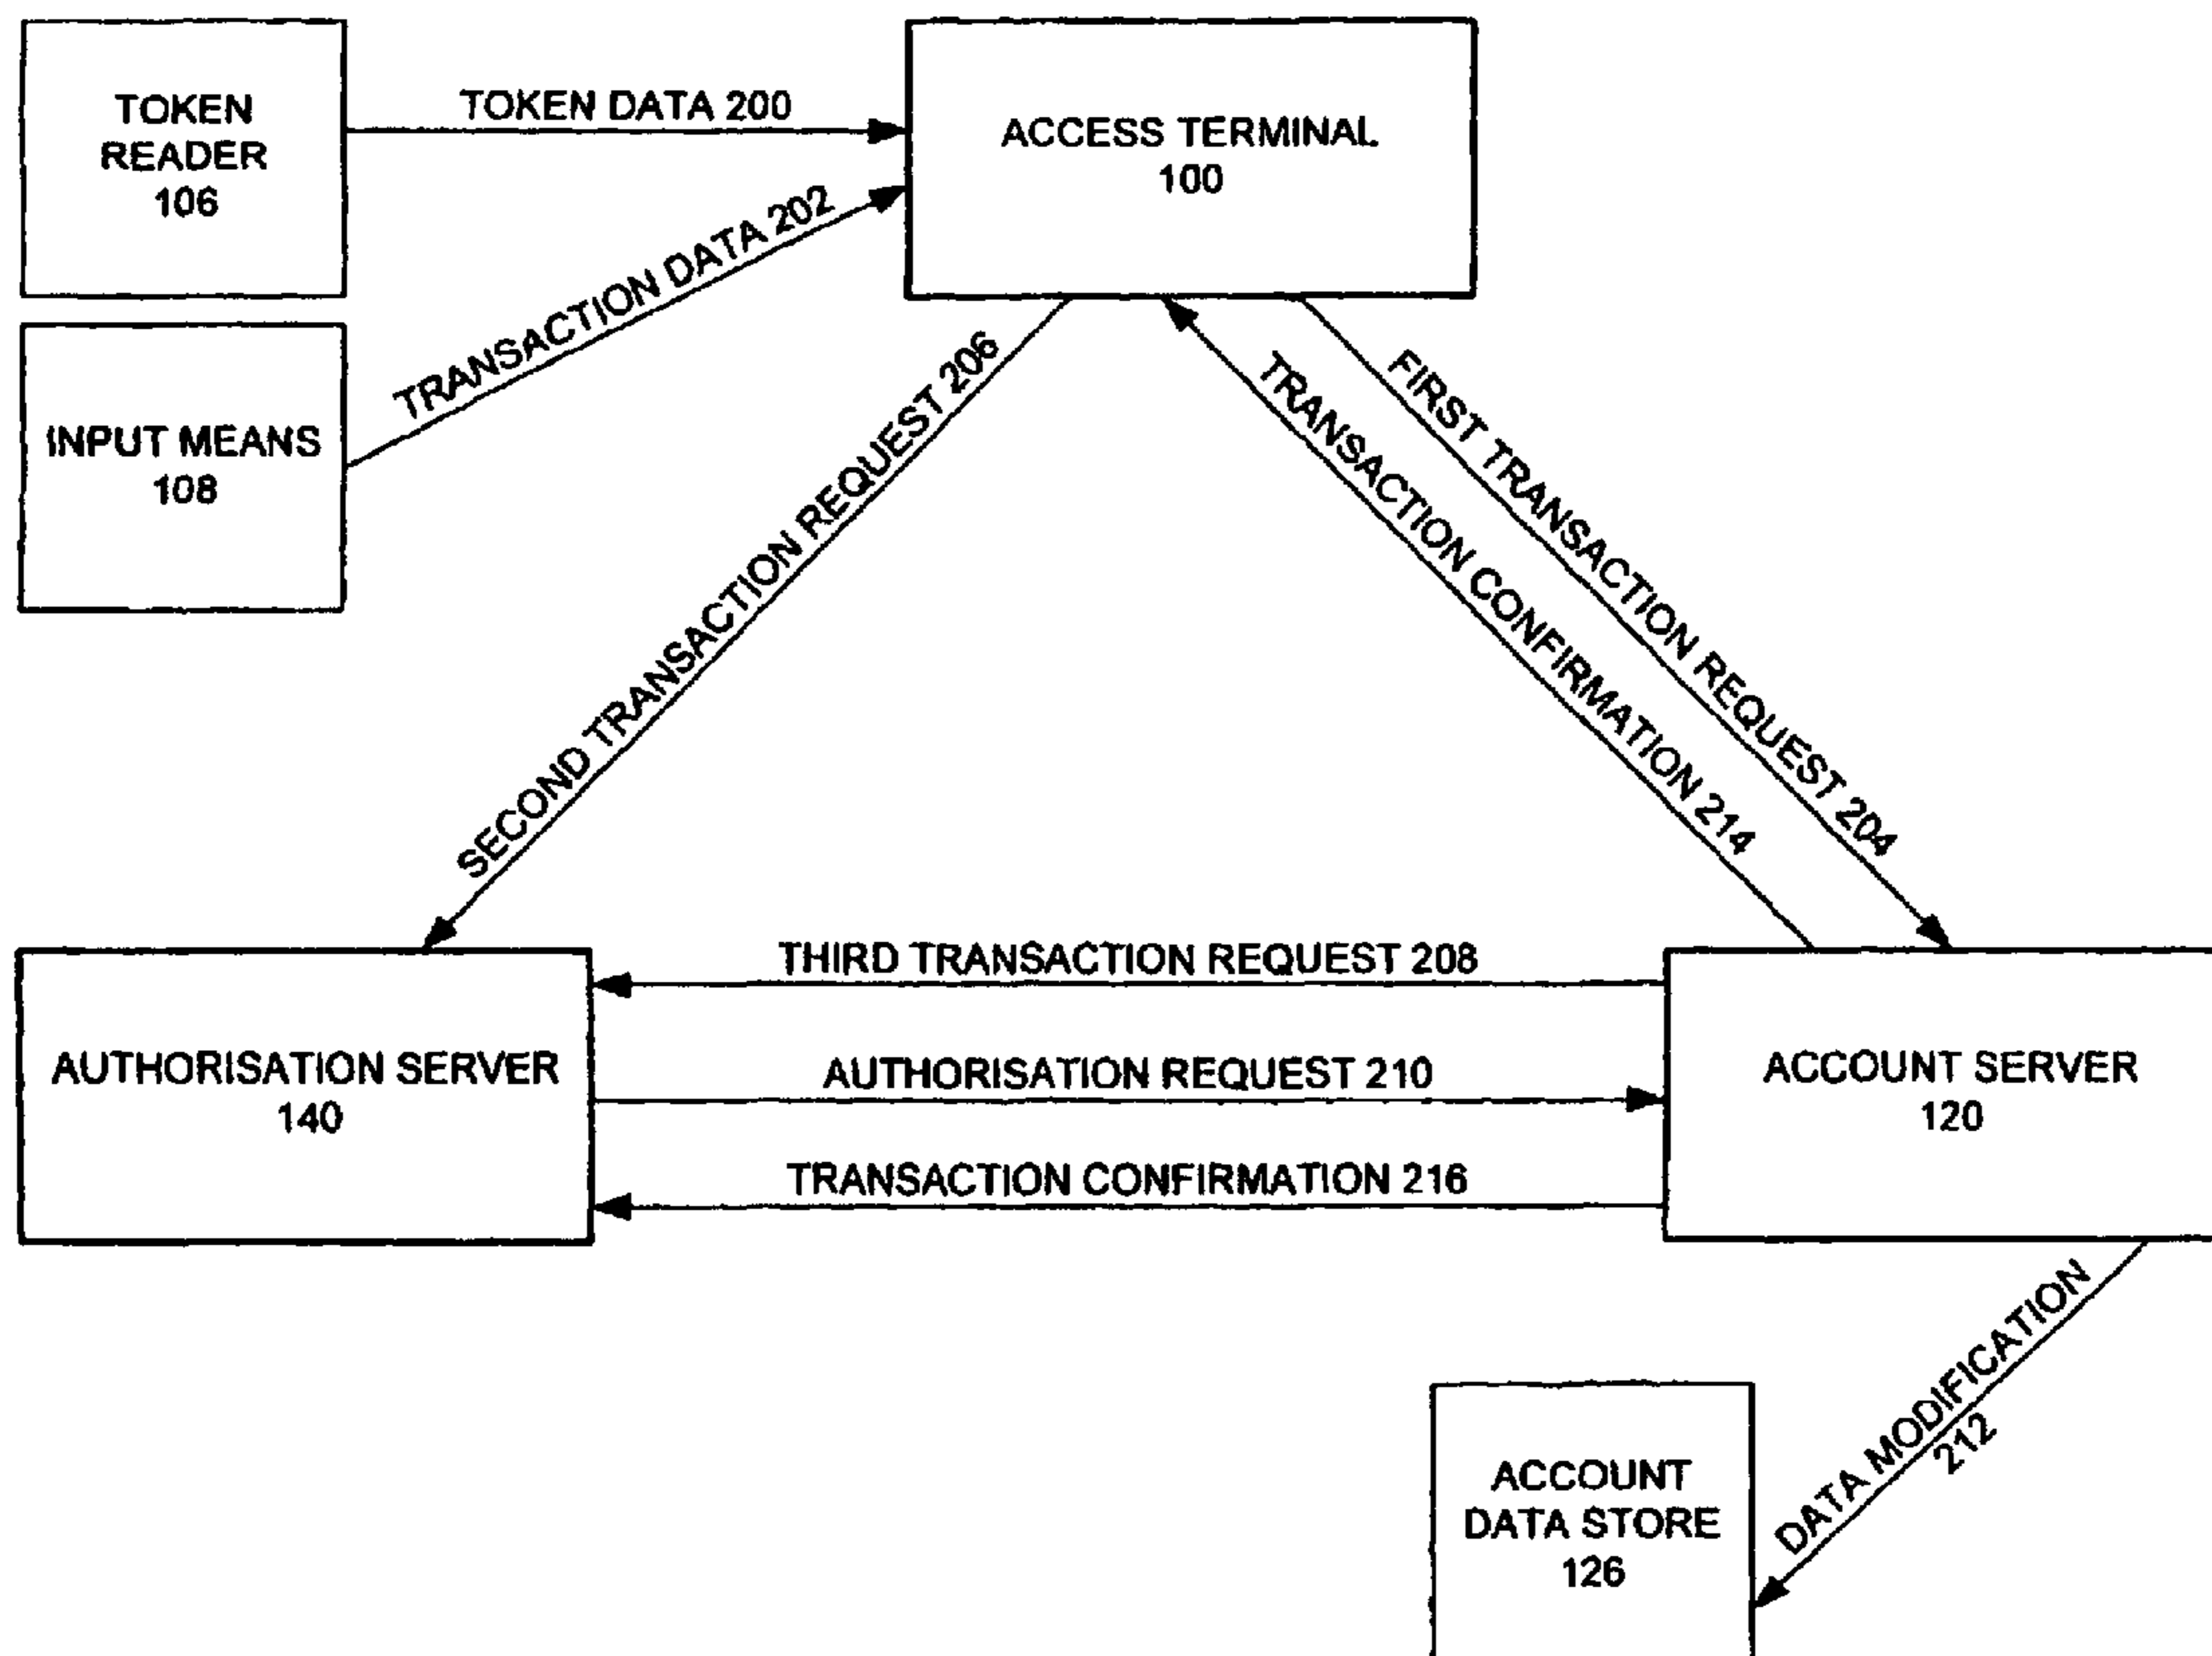 TOKEN
READER
106
TOKEN DATA 200
ACCESS TERMINAL
100
TRANSACTION DATA 202
INPUT MEANS
108
SECOND TRANSACTION REQUEST 206
TRANSACTION CONFIRMATION 214
FIRST TRANSACTION REQUEST 204
AUTHORISATION SERVER
140
THIRD TRANSACTION REQUEST 208
AUTHORISATION REQUEST 210
TRANSACTION CONFIRMATION 216
ACCOUNT SERVER
120
DATA MODIFICATION
212
ACCOUNT
DATA STORE
126